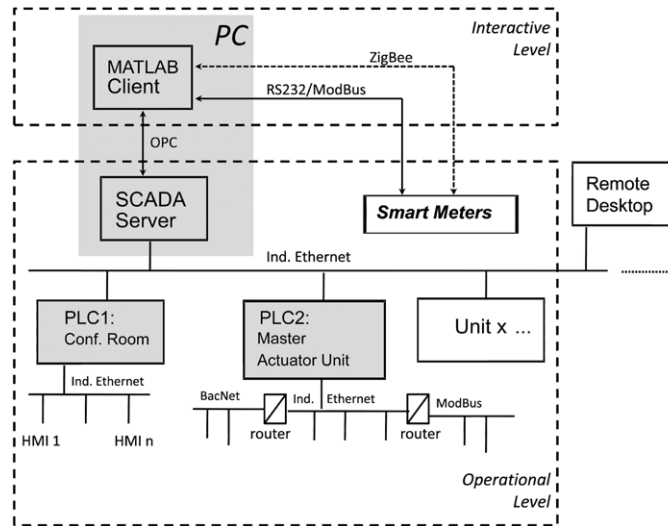 PC
Interactive
Level
MATLAB
Client
ZigBee
RS232/ModBus
OPC
SCADA
Server
Smart Meters
Remote
Desktop
Ind. Ethernet
PLC1:
Conf. Room
PLC2:
Master
Actuator Unit
Unit x ...
Ind. Ethernet
BacNet
Ind. Ethernet
ModBus
HMI 1
HMI n
router
router
Operational
Level